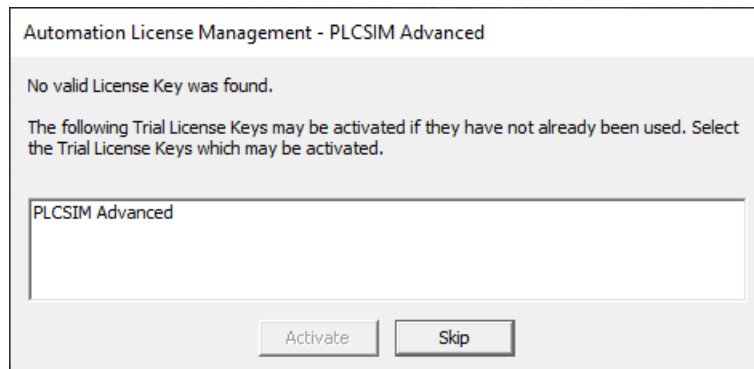 Automation License Management - PLCSIM Advanced
No valid License Key was found.
The following Trial License Keys may be activated if they have not already been used. Select
the Trial License Keys which may be activated.
PLCSIM Advanced
Activate
Skip